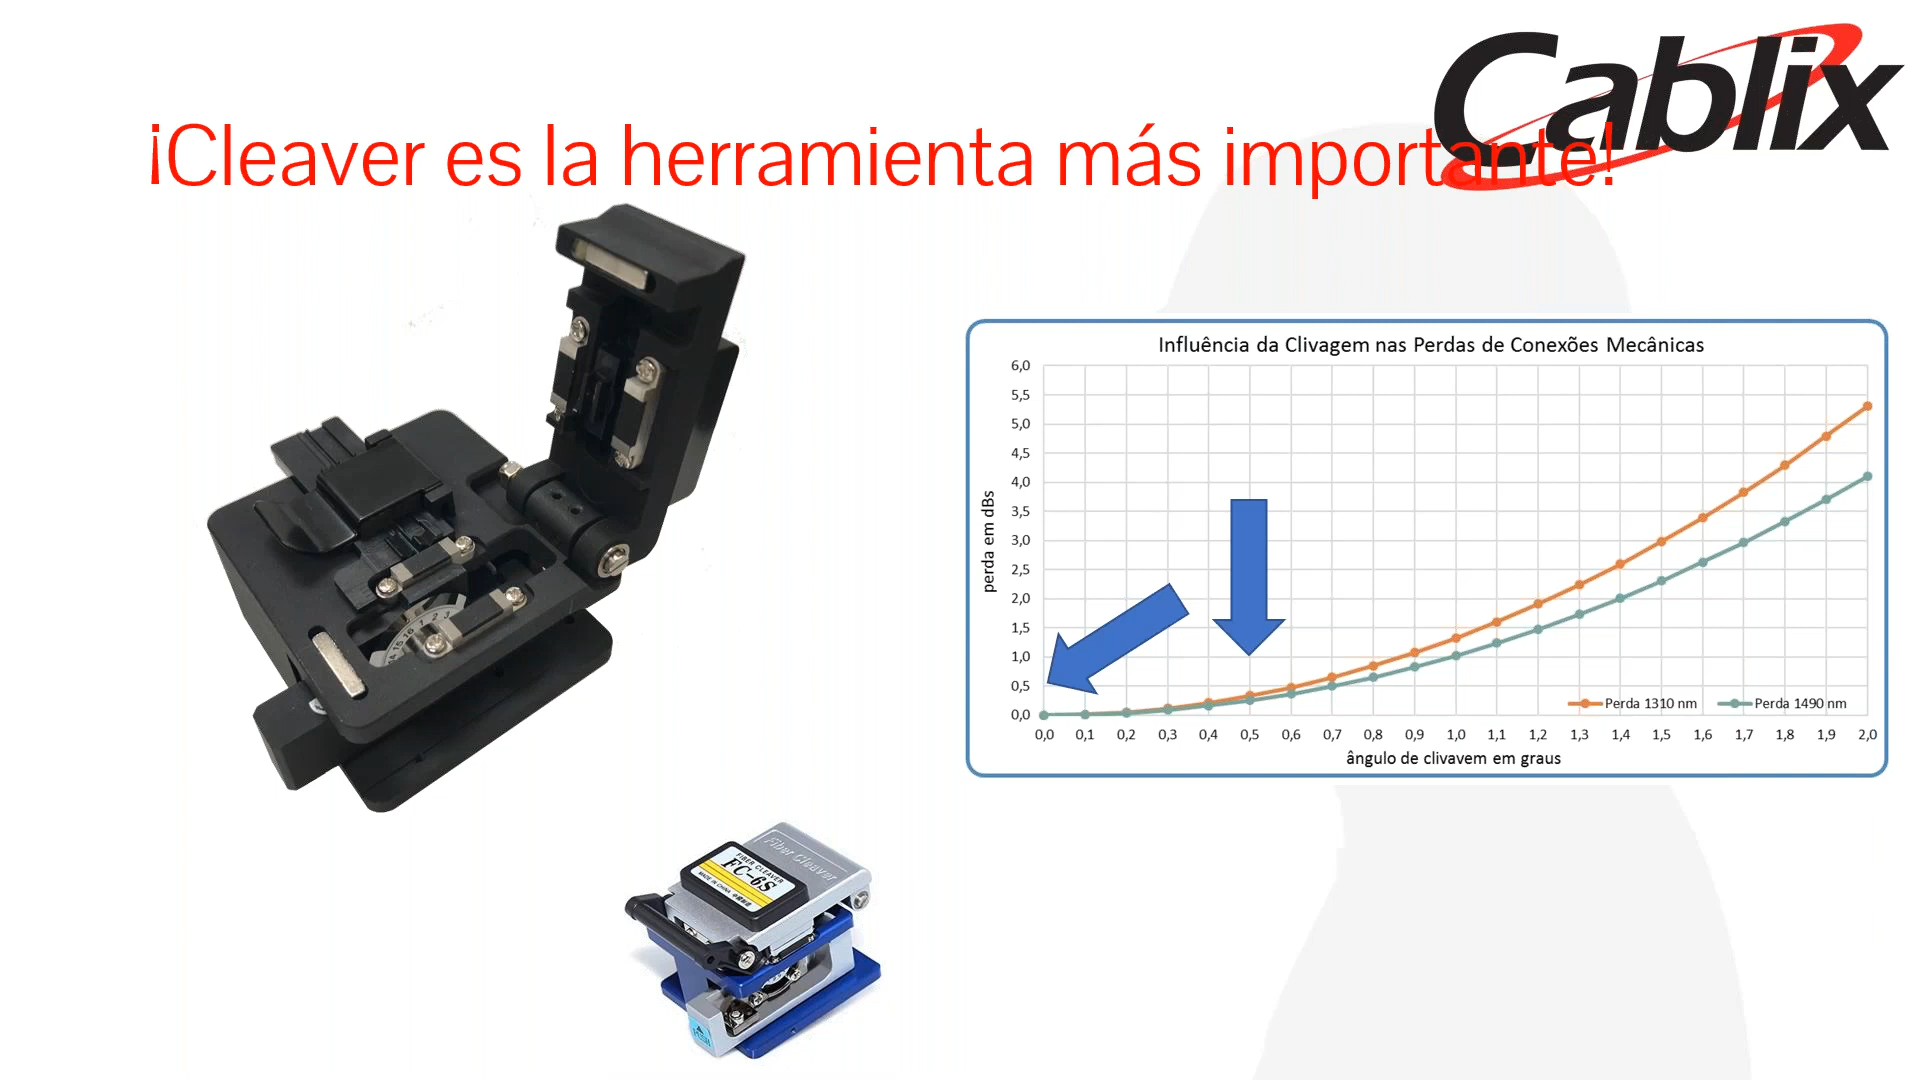 Cablix
¡Cleaver es la herramienta más importante!
Influência da Clivagem nas Perdas de Conexões Mecânicas
6,0
5,5
5,0
4,5
4,0
3,5
3,0
2,5
2,0
1,5
1,0
0,5
0,0
perda em dBs
Perda 1310 nm
Perda 1490 nm
0,0 0,1 0,2 0,3 0,4 0,5 0,6 0,7 0,8 0,9 1,0 1,1 1,2 1,3 1,4 1,5 1,6 1,7 1,8 1,9 2,0
ângulo de clivavem em graus
16 1 2 3
Fiber Cleaver
FIBER CLEAVER
FC-6S
MADE IN CHINA